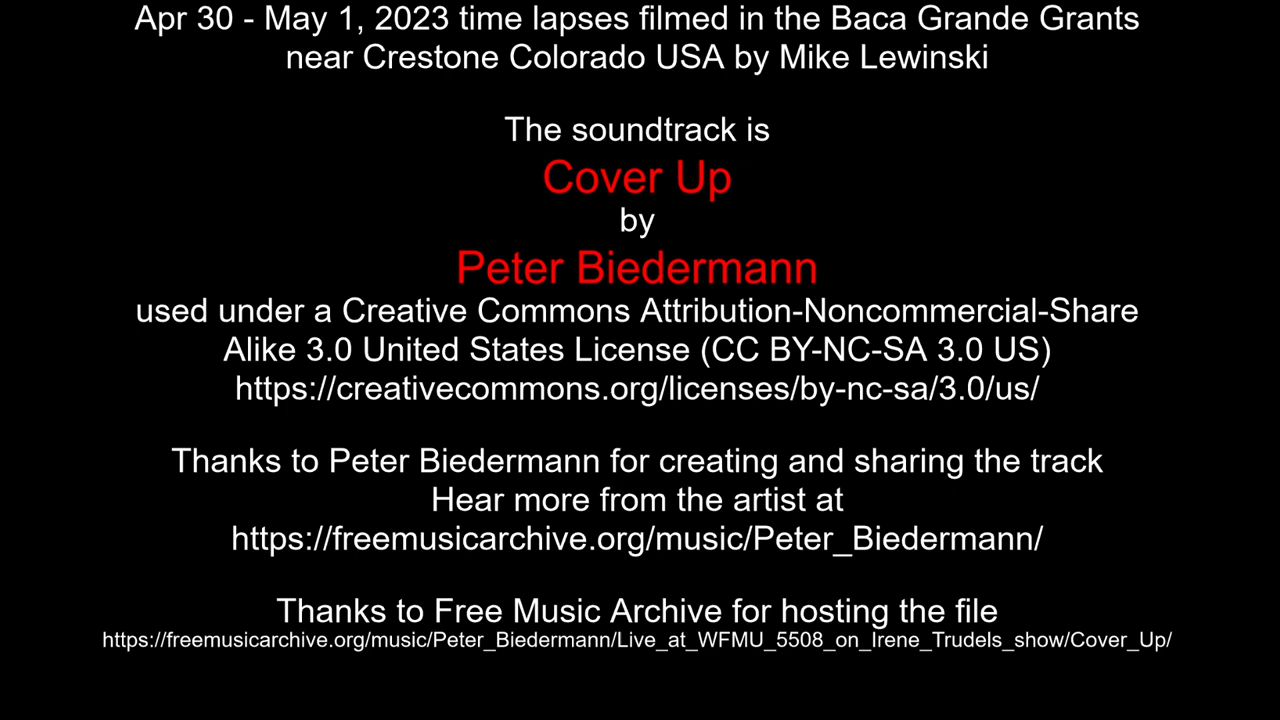 Apr 30 - May 1, 2023 time lapses filmed in the Baca Grande Grants
near Crestone Colorado USA by Mike Lewinski
The soundtrack is
Cover Up
by
Peter Biedermann
used under a Creative Commons Attribution-Noncommercial-Share
Alike 3.0 United States License (CC BY-NC-SA 3.0 US)
https://creativecommons.org/licenses/by-nc-sa/3.0/us/
Thanks to Peter Biedermann for creating and sharing the track
Hear more from the artist at
https://freemusicarchive.org/music/Peter_Biedermann/
Thanks to Free Music Archive for hosting the file
https://freemusicarchive.org/music/Peter_Biedermann/Live_at_WFMU_5508_on_Irene_Trudels_show/Cover_Up/